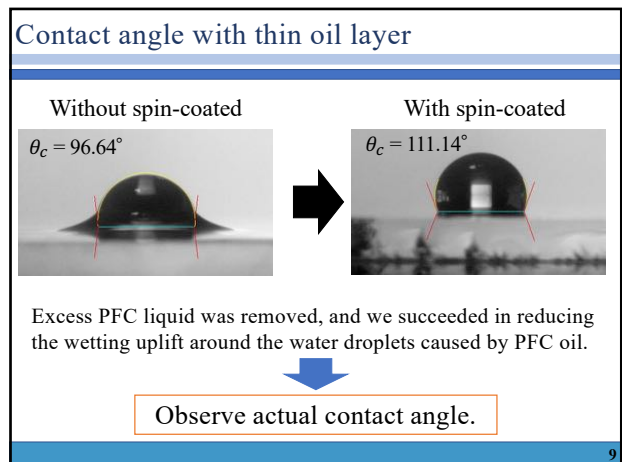 Contact angle with thin oil layer
Without spin-coated
With spin-coated
θc = 96.64°
θc = 111.14°
Excess PFC liquid was removed, and we succeeded in reducing
the wetting uplift around the water droplets caused by PFC oil.
Observe actual contact angle.
9